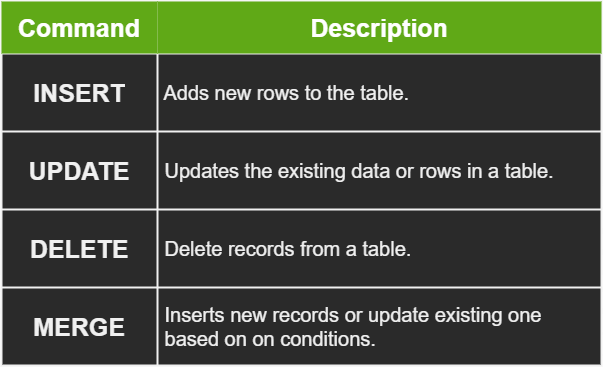 Command Description
INSERT Adds new rows to the table.
UPDATE Updates the existing data or rows in a table.
DELETE Delete records from a table.
MERGE Inserts new records or update existing one
based on on conditions.